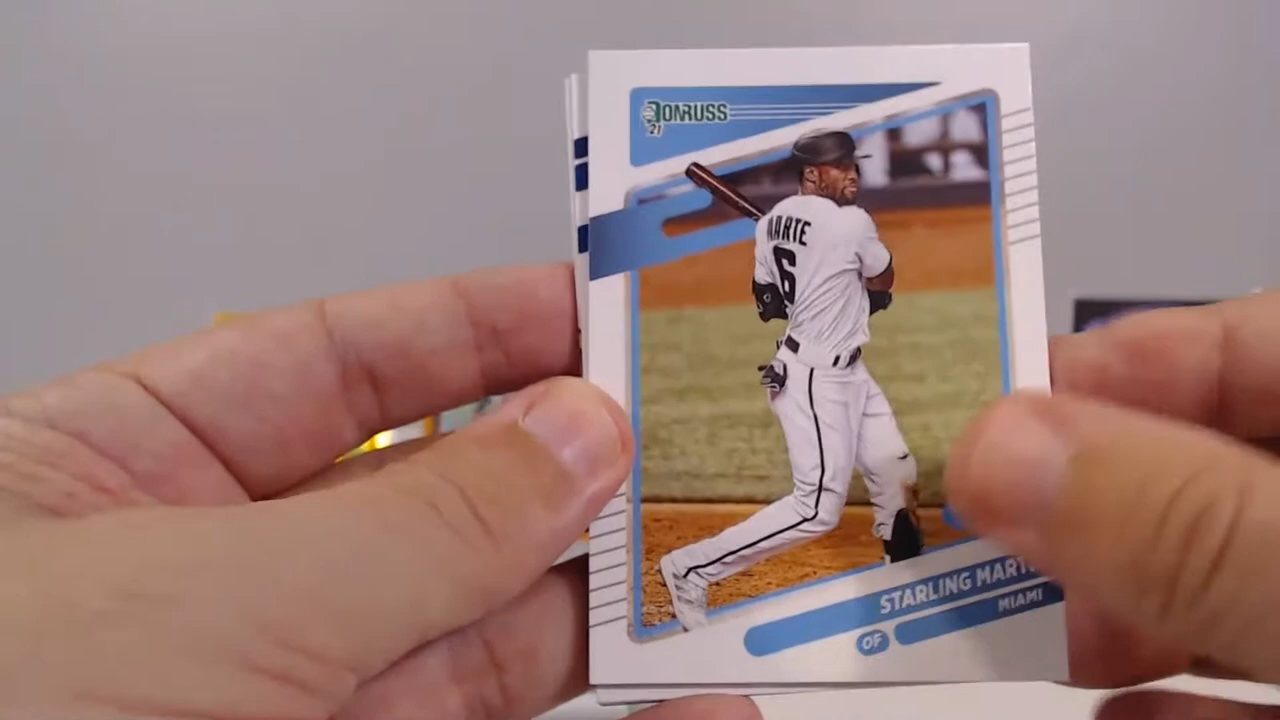 DONRUSS
21
MARTE
6
STARLING MARTE
MIAMI
OF